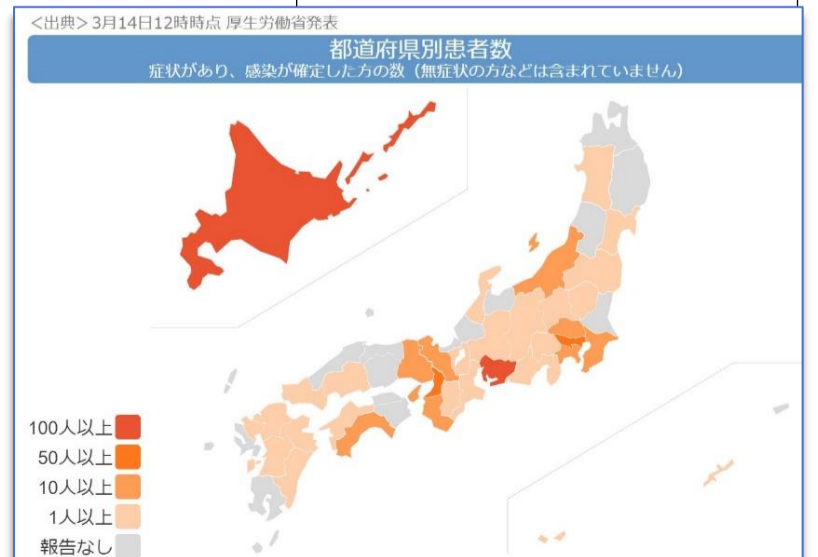 <出典>3月14日12時時点 厚生労働省発表
都道府県別患者数
症状があり、感染が確定した方の数（無症状の方などは含まれていません）
100人以上
50人以上
10人以上
1人以上
報告なし